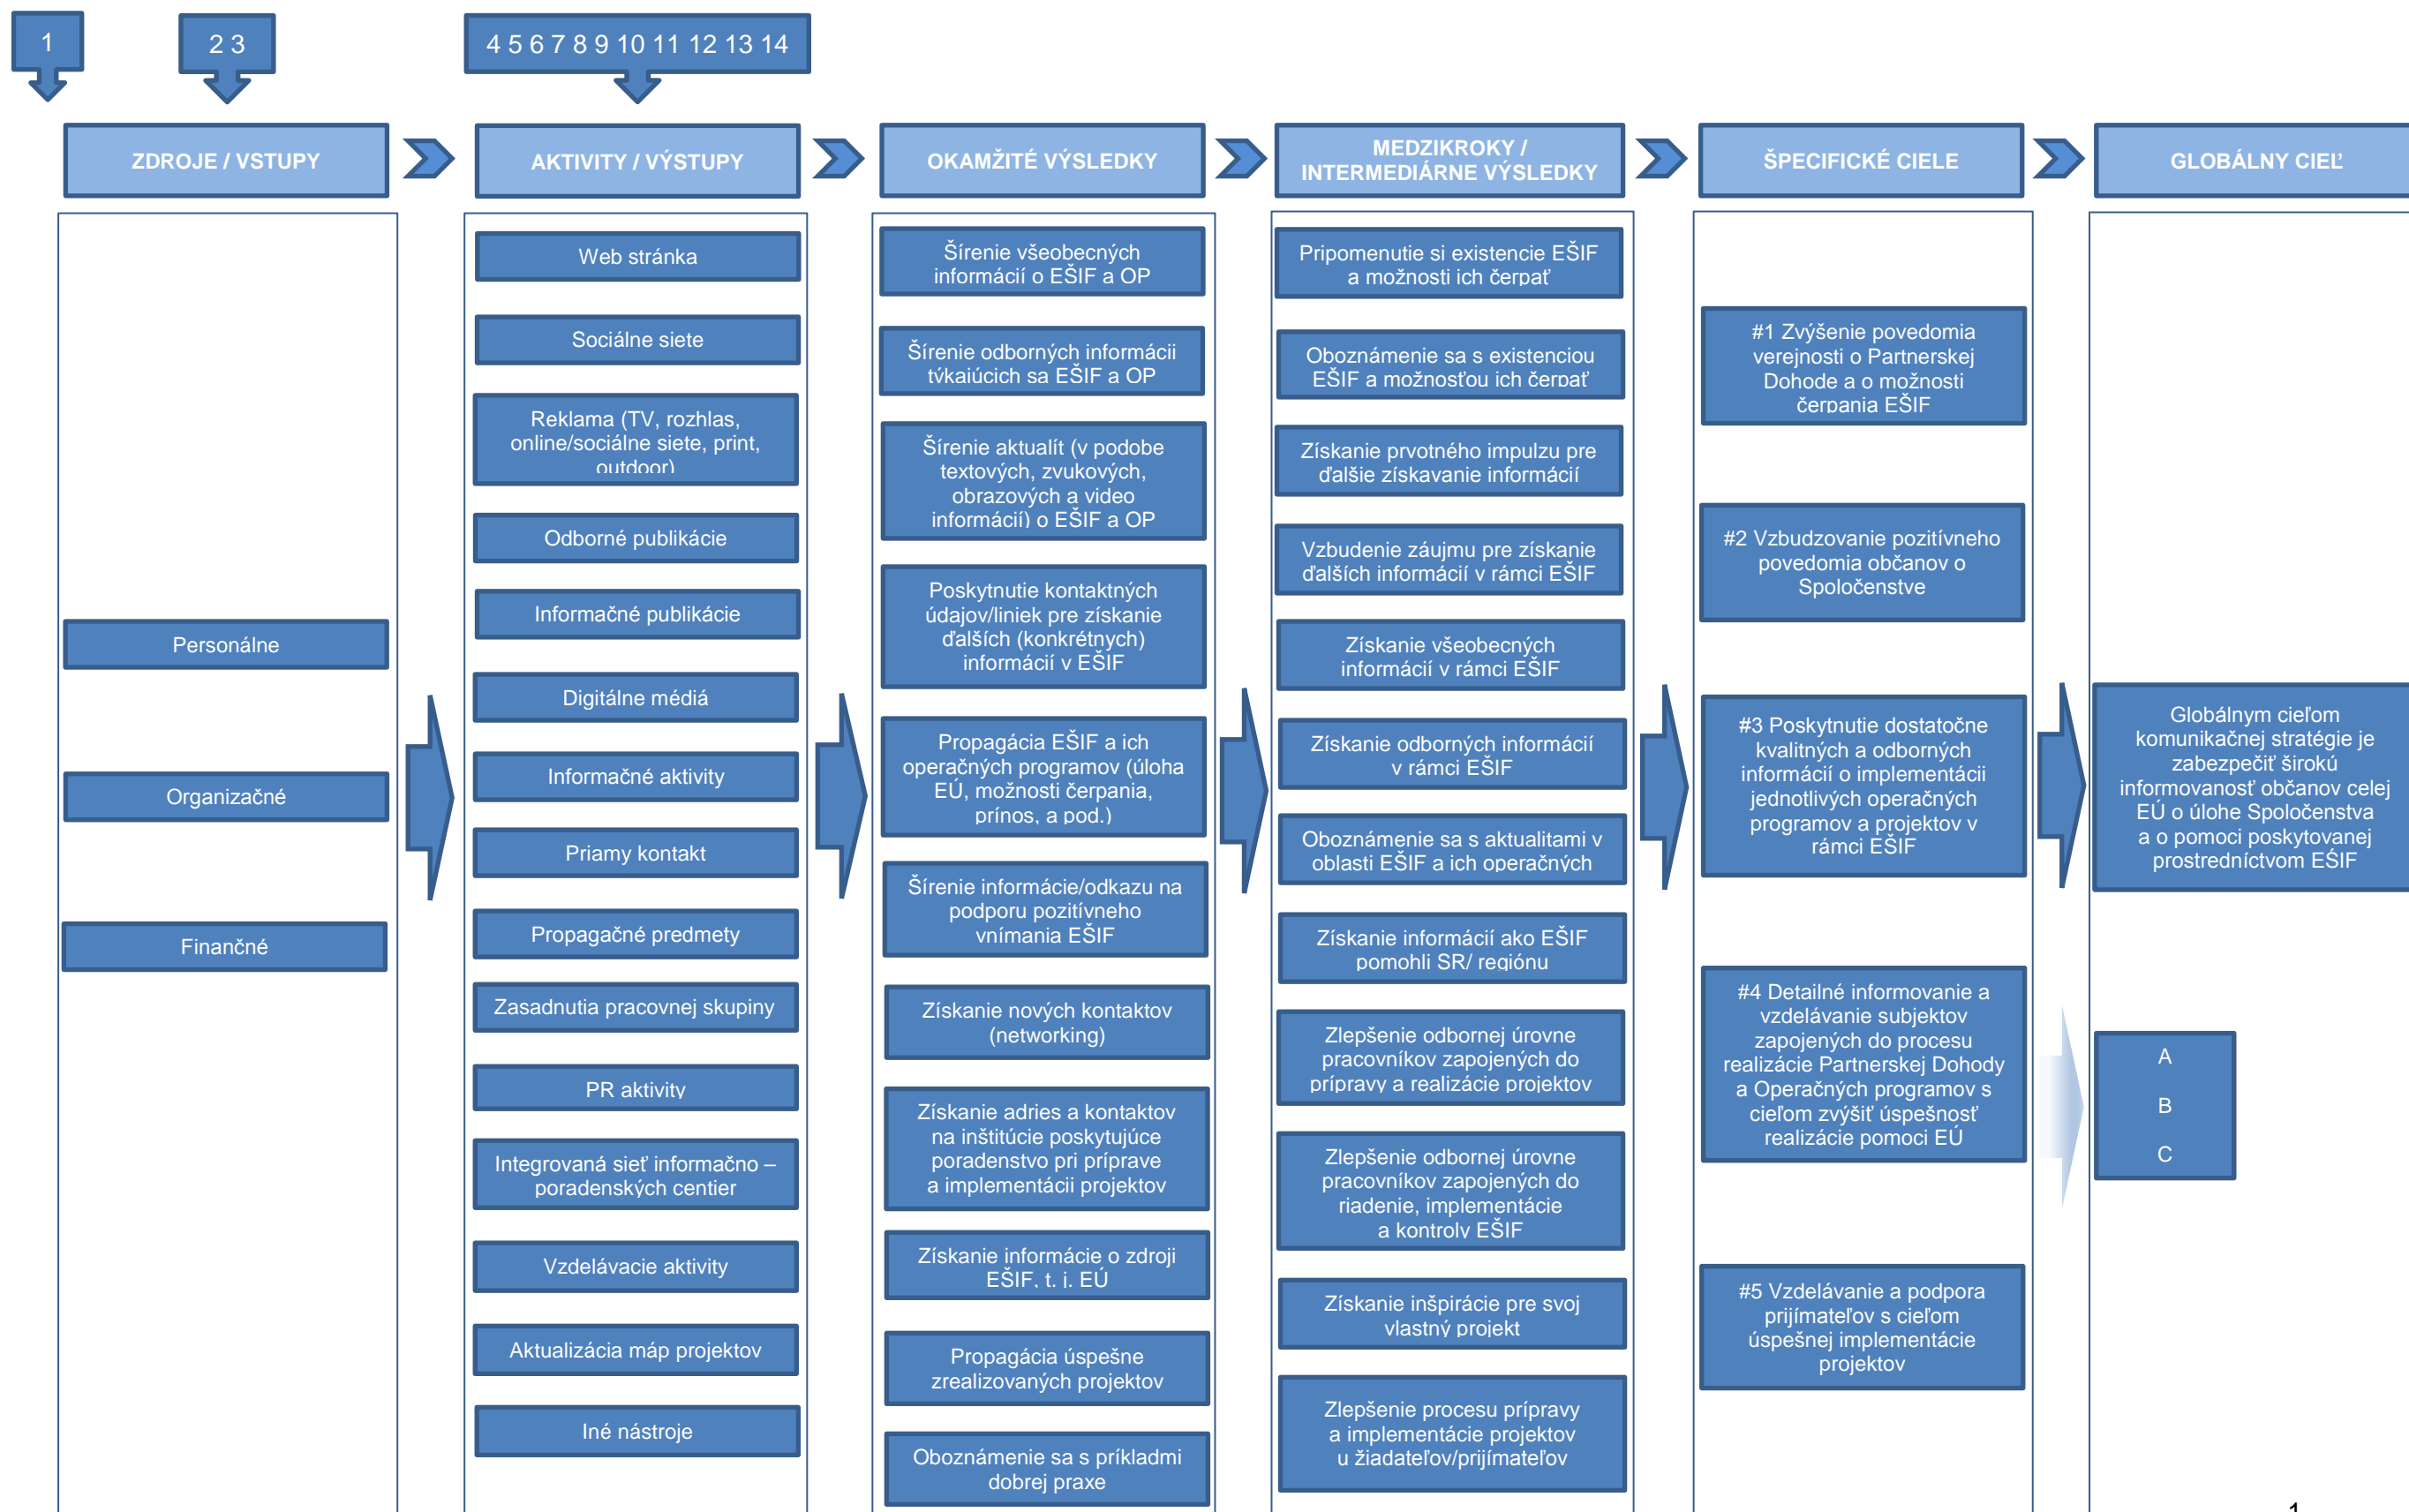 1
2 3
4 5 6 7 8 9 10 11 12 13 14
ZDROJE / VSTUPY
AKTIVITY / VÝSTUPY
OKAMŽITÉ VÝSLEDKY
MEDZIKROKY /
INTERMEDIÁRNE VÝSLEDKY
ŠPECIFICKÉ CIELE
GLOBÁLNY CIEĽ
Personálne
Organizačné
Finančné
Web stránka
Sociálne siete
Reklama (TV, rozhlas,
online/sociálne siete, print,
outdoor)
Odborné publikácie
Informačné publikácie
Digitálne médiá
Informačné aktivity
Priamy kontakt
Propagačné predmety
Zasadnutia pracovnej skupiny
PR aktivity
Integrovaná sieť informačno –
poradenských centier
Vzdelávacie aktivity
Aktualizácia máp projektov
Iné nástroje
Šírenie všeobecných
informácií o EŠIF a OP
Šírenie odborných informácii
týkajúcich sa EŠIF a OP
Šírenie aktualít (v podobe
textových, zvukových,
obrazových a video
informácií) o EŠIF a OP
Poskytnutie kontaktných
údajov/liniek pre získanie
ďalších (konkrétnych)
informácií v EŠIF
Propagácia EŠIF a ich
operačných programov (úloha
EÚ, možnosti čerpania,
prínos, a pod.)
Šírenie informácie/odkazu na
podporu pozitívneho
vnímania EŠIF
Získanie nových kontaktov
(networking)
Získanie adries a kontaktov
na inštitúcie poskytujúce
poradenstvo pri príprave
a implementácii projektov
Získanie informácie o zdroji
EŠIF, t. j. EÚ
Propagácia úspešne
zrealizovaných projektov
Oboznámenie sa s príkladmi
dobrej praxe
Pripomenutie si existencie EŠIF
a možnosti ich čerpať
Oboznámenie sa s existenciou
EŠIF a možnosťou ich čerpať
Získanie prvotného impulzu pre
ďalšie získavanie informácií
Vzbudenie záujmu pre získanie
ďalších informácií v rámci EŠIF
Získanie všeobecných
informácií v rámci EŠIF
Získanie odborných informácií
v rámci EŠIF
Oboznámenie sa s aktualitami v
oblasti EŠIF a ich operačných
Získanie informácií ako EŠIF
pomohli SR/ regiónu
Zlepšenie odbornej úrovne
pracovníkov zapojených do
prípravy a realizácie projektov
Zlepšenie odbornej úrovne
pracovníkov zapojených do
riadenie, implementácie
a kontroly EŠIF
Získanie inšpirácie pre svoj
vlastný projekt
Zlepšenie procesu prípravy
a implementácie projektov
u žiadateľov/prijímateľov
#1 Zvýšenie povedomia
verejnosti o Partnerskej
Dohode a o možnosti
čerpania EŠIF
#2 Vzbudzovanie pozitívneho
povedomia občanov o
Spoločenstve
#3 Poskytnutie dostatočne
kvalitných a odborných
informácií o implementácii
jednotlivých operačných
programov a projektov v
rámci EŠIF
#4 Detailné informovanie a
vzdelávanie subjektov
zapojených do procesu
realizácie Partnerskej Dohody
a Operačných programov s
cieľom zvýšiť úspešnosť
realizácie pomoci EÚ
#5 Vzdelávanie a podpora
prijímateľov s cieľom
úspešnej implementácie
projektov
Globálnym cieľom
komunikačnej stratégie je
zabezpečiť širokú
informovanosť občanov celej
EÚ o úlohe Spoločenstva
a o pomoci poskytovanej
prostredníctvom EŠIF
A
B
C
1